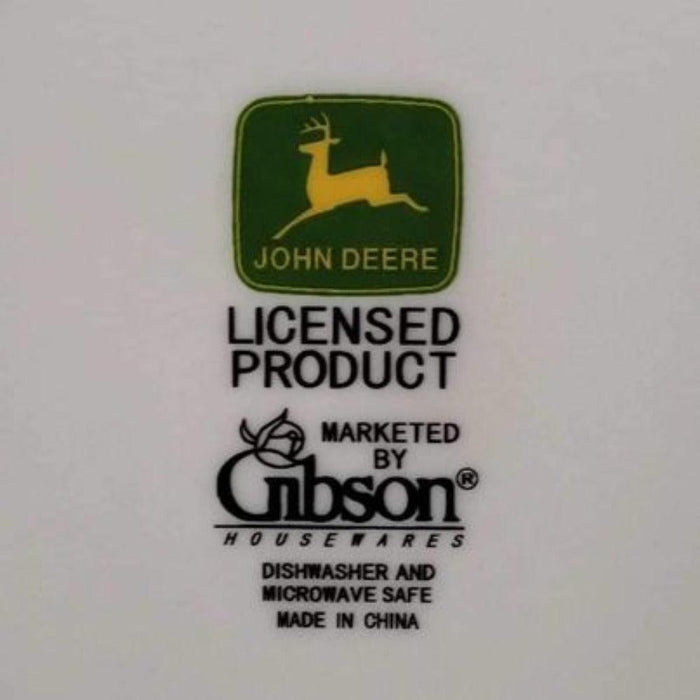 JOHN DEERE
LICENSED
PRODUCT
MARKETED
BY
Gibson®
HOUSEWARES
DISHWASHER AND
MICROWAVE SAFE
MADE IN CHINA